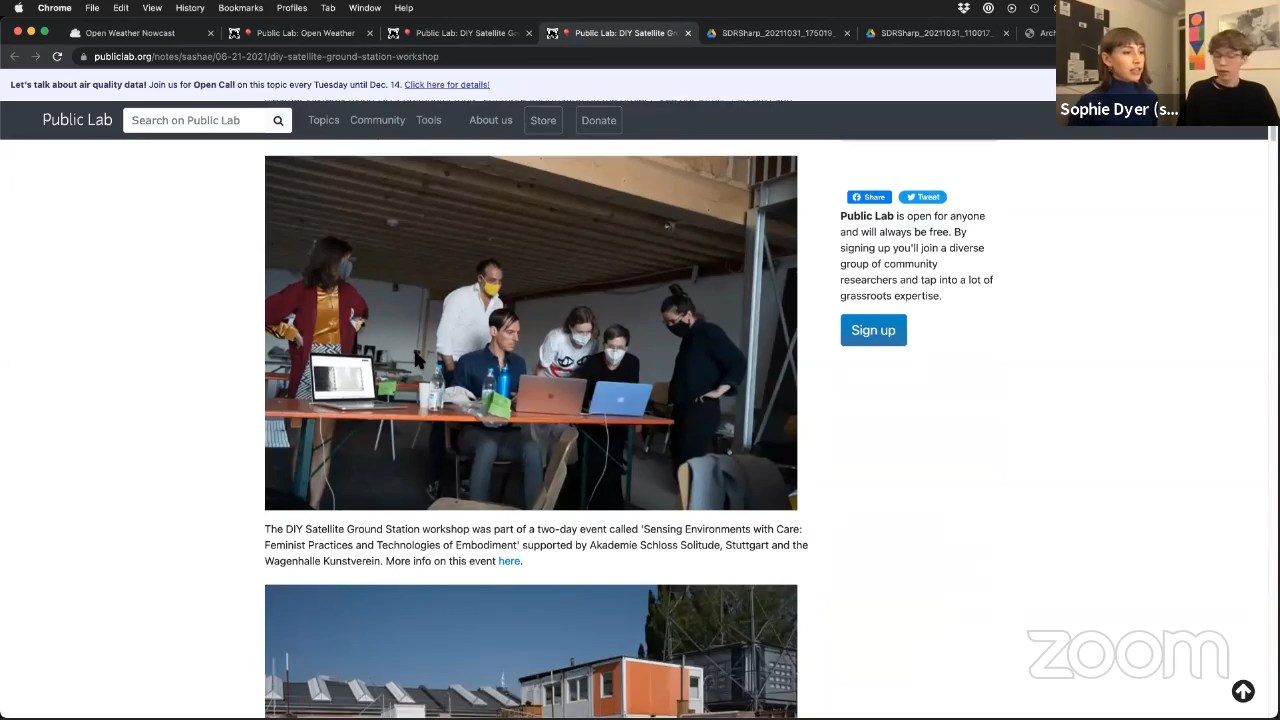 Chrome File Edit View History Bookmarks Profiles Tab Window Help
Open Weather Nowcast
Public Lab: Open Weather
Public Lab: DIY Satellite Gr
Public Lab: DIY Satellite Gr
SDRSharp_20211031_175019_
SDRSharp_20211031_110017_
Arch
publiclab.org/notes/sashae/06-21-2021/diy-satellite-ground-station-workshop
Sophie Dyer (s...
Let's talk about air quality data! Join us for Open Call on this topic every Tuesday until Dec. 14. Click here for details!
Public Lab Search on Public Lab Topics Community Tools About us Store Donate
Share Tweet
Public Lab is open for anyone
and will always be free. By
signing up you'll join a diverse
group of community
researchers and tap into a lot of
grassroots expertise.
Sign up
The DIY Satellite Ground Station workshop was part of a two-day event called 'Sensing Environments with Care:
Feminist Practices and Technologies of Embodiment' supported by Akademie Schloss Solitude, Stuttgart and the
Wagenhalle Kunstverein. More info on this event here.
zoom